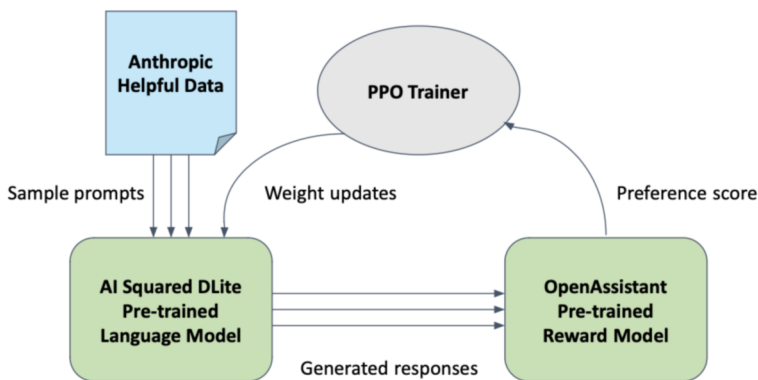 Anthropic
Helpful Data
PPO Trainer
Sample prompts
Weight updates
Preference score
AI Squared DLite
Pre-trained
Language Model
OpenAssistant
Pre-trained
Reward Model
Generated responses